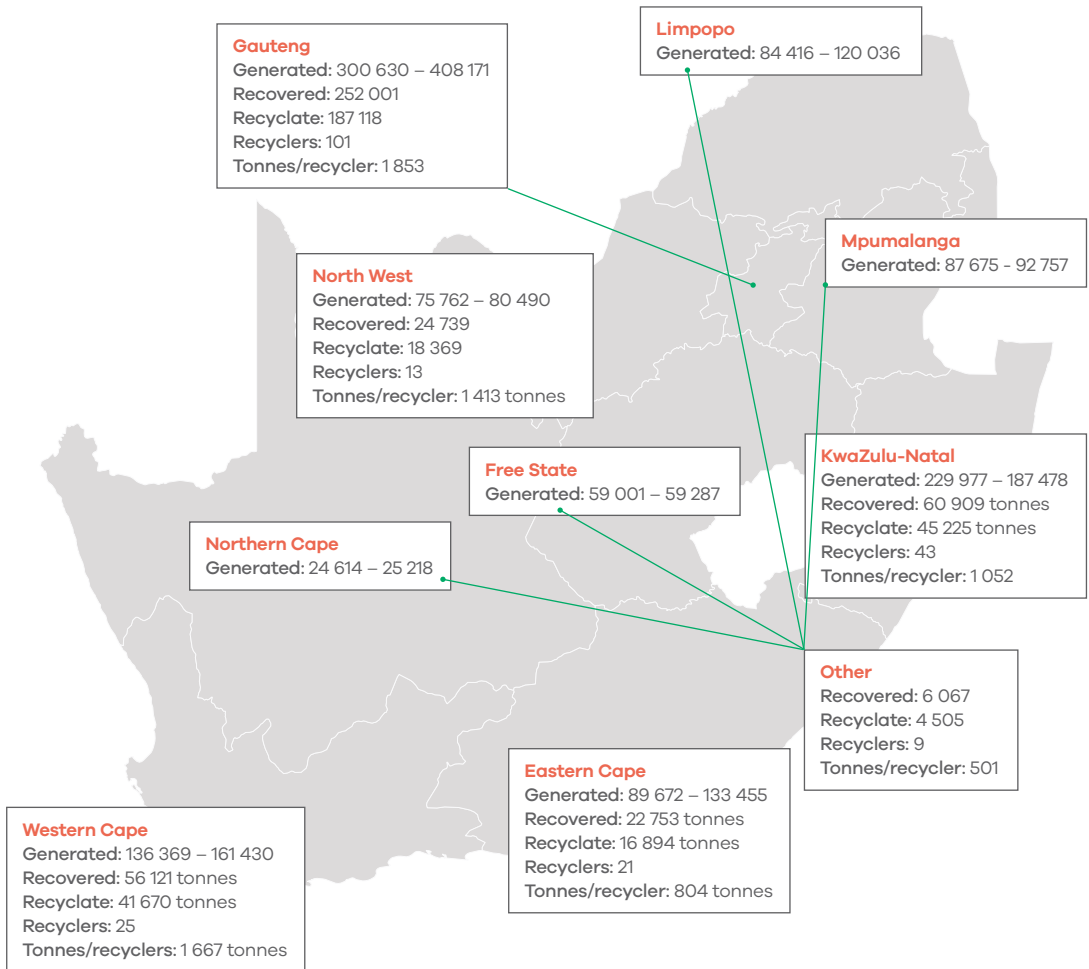 Gauteng
Generated: 300 630 – 408 171
Recovered: 252 001
Recyclate: 187 118
Recyclers: 101
Tonnes/recycler: 1 853
Limpopo
Generated: 84 416 – 120 036
Mpumalanga
Generated: 87 675 - 92 757
North West
Generated: 75 762 – 80 490
Recovered: 24 739
Recyclate: 18 369
Recyclers: 13
Tonnes/recycler: 1 413 tonnes
Free State
Generated: 59 001 – 59 287
KwaZulu-Natal
Generated: 229 977 – 187 478
Recovered: 60 909 tonnes
Recyclate: 45 225 tonnes
Recyclers: 43
Tonnes/recycler: 1 052
Northern Cape
Generated: 24 614 – 25 218
Other
Recovered: 6 067
Recyclate: 4 505
Recyclers: 9
Tonnes/recycler: 501
Eastern Cape
Generated: 89 672 – 133 455
Recovered: 22 753 tonnes
Recyclate: 16 894 tonnes
Recyclers: 21
Tonnes/recycler: 804 tonnes
Western Cape
Generated: 136 369 – 161 430
Recovered: 56 121 tonnes
Recyclate: 41 670 tonnes
Recyclers: 25
Tonnes/recyclers: 1 667 tonnes